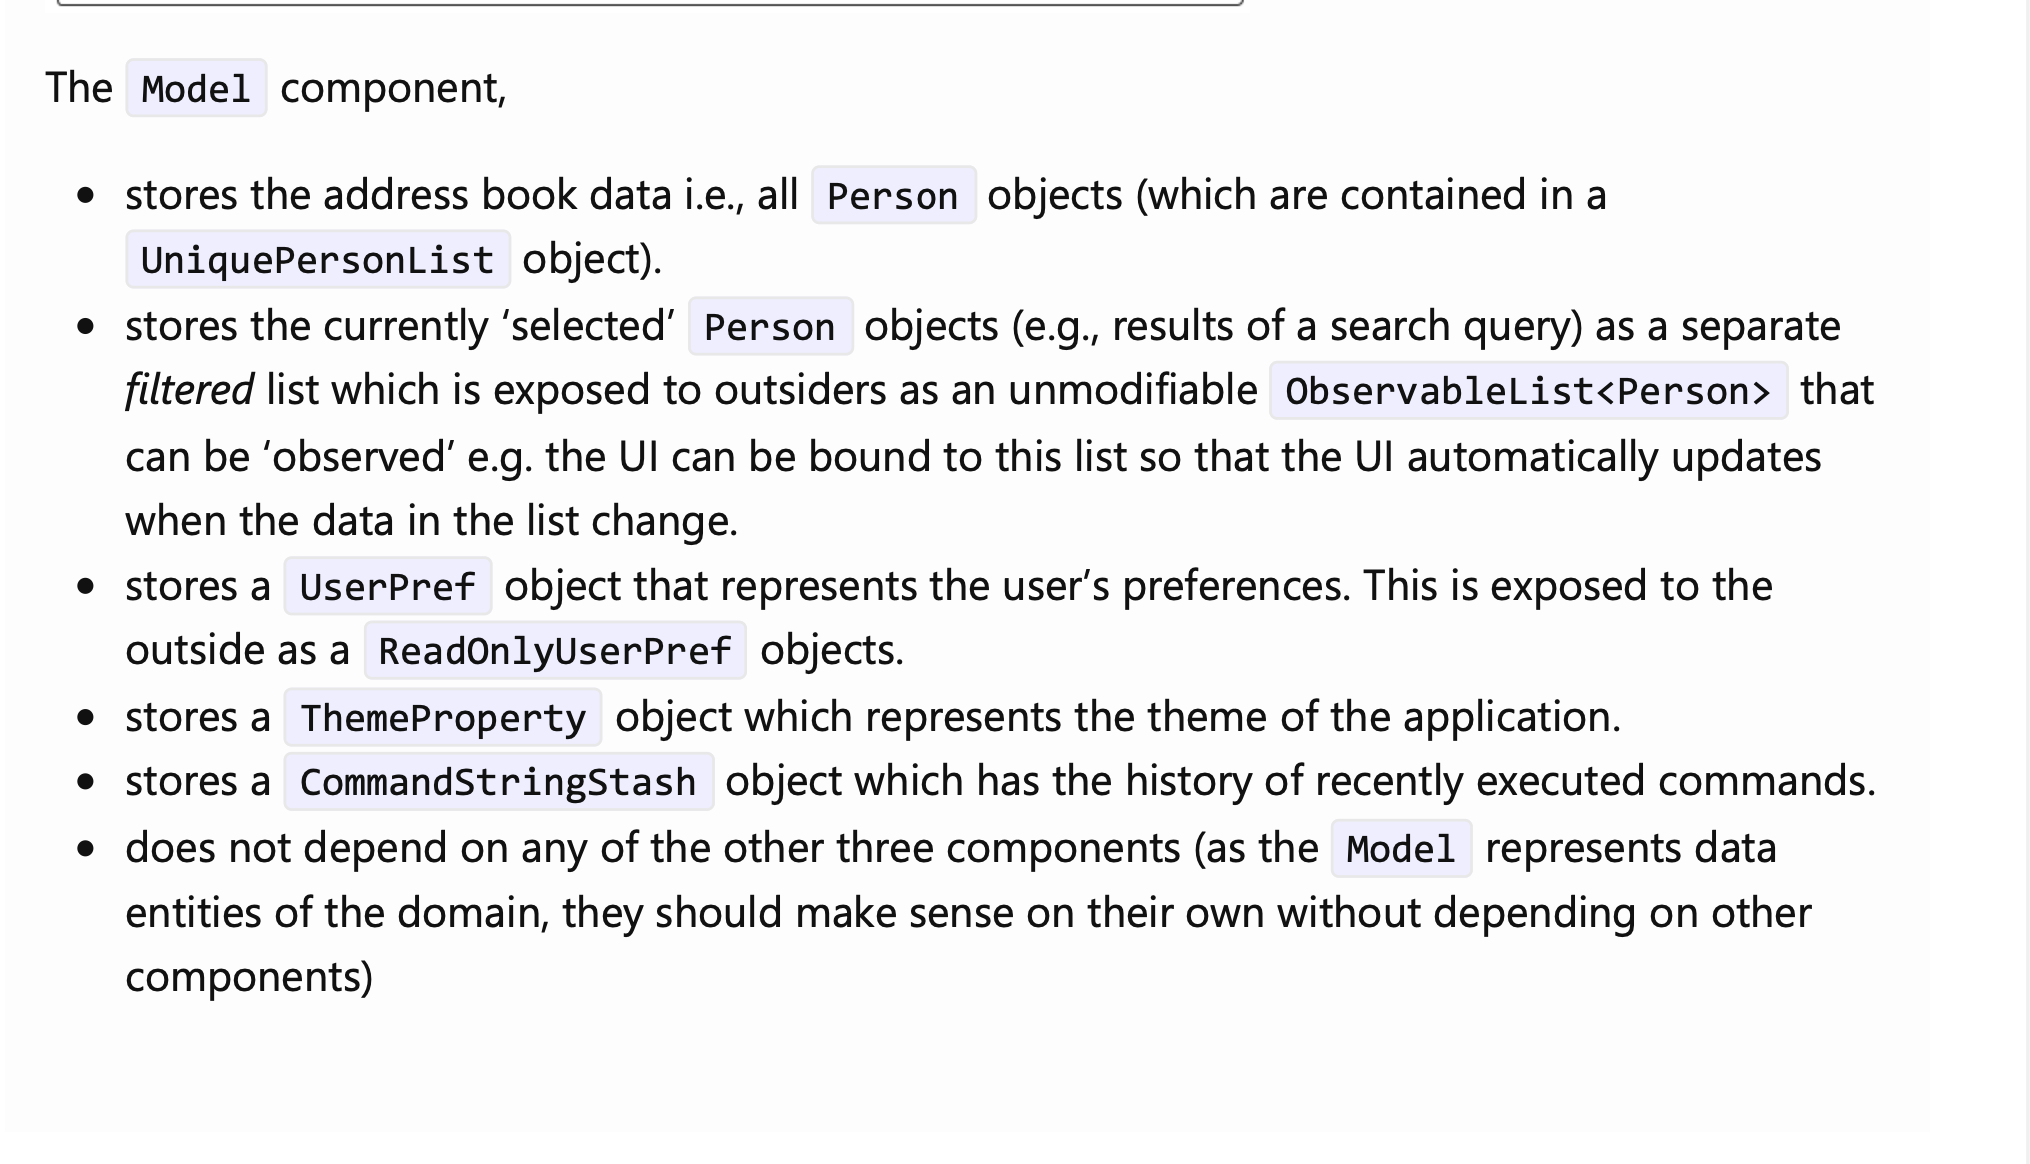 The Model component,
stores the address book data i.e., all Person objects (which are contained in a
UniquePersonList object).
stores the currently ‘selected’ Person objects (e.g., results of a search query) as a separate
filtered list which is exposed to outsiders as an unmodifiable ObservableList<Person> that
can be ‘observed’ e.g. the UI can be bound to this list so that the UI automatically updates
when the data in the list change.
stores a UserPref object that represents the user’s preferences. This is exposed to the
outside as a ReadOnlyUserPref objects.
stores a ThemeProperty object which represents the theme of the application.
stores a CommandStringStash object which has the history of recently executed commands.
does not depend on any of the other three components (as the Model represents data
entities of the domain, they should make sense on their own without depending on other
components)